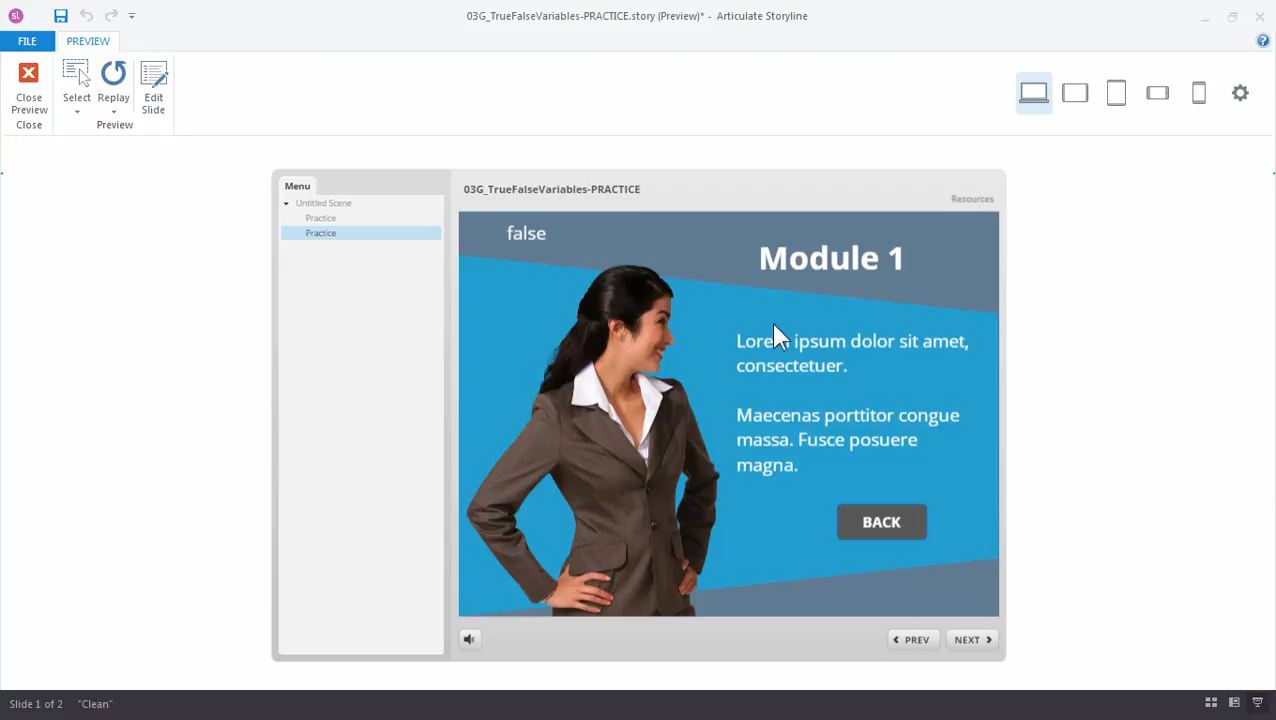 sl
03G_TrueFalseVariables-PRACTICE.story (Preview)* - Articulate Storyline
FILE
PREVIEW
?
Close Preview
Select
Replay
Edit Slide
Close
Preview
Menu
Untitled Scene
Practice
Practice
03G_TrueFalseVariables-PRACTICE
Resources
false
Module 1
Lorem ipsum dolor sit amet,
consectetuer.
Maecenas porttitor congue
massa. Fusce posuere
magna.
BACK
PREV
NEXT
Slide 1 of 2
"Clean"